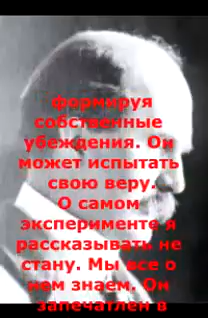 формируя
собственные
убеждения. Он
может испытать
свою веру.
О самом
эксперименте я
рассказывать не
стану. Мы все о
нем знаем. Он
запечатлен в